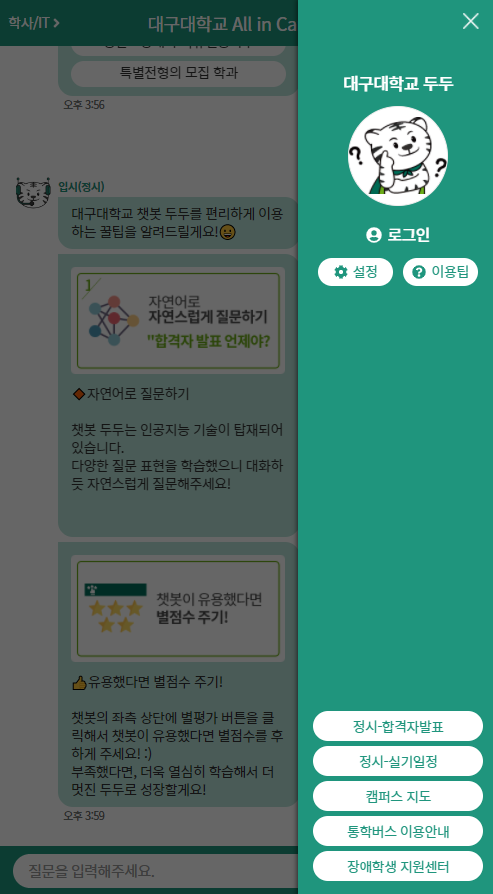 학사/IT >
대구대학교 All in Ca
특별전형의 모집 학과
오후 3:56
입시(정시)
대구대학교 챗봇 두두를 편리하게 이용
하는 꿀팁을 알려드릴게요!😀
1
자연어로
자연스럽게 질문하기
"합격자 발표 언제야?
🔸자연어로 질문하기
챗봇 두두는 인공지능 기술이 탑재되어
있습니다.
다양한 질문 표현을 학습했으니 대화하
듯 자연스럽게 질문해주세요!
챗봇이 유용했다면
별점수 주기!
👍유용했다면 별점수 주기!
챗봇의 좌측 상단에 별평가 버튼을 클
릭해서 챗봇이 유용했다면 별점수를 후
하게 주세요! :)
부족했다면, 더욱 열심히 학습해서 더
멋진 두두로 성장할게요!
오후 3:59
질문을 입력해주세요.
대구대학교 두두
? ??
로그인
설정
이용팁
정시-합격자발표
정시-실기일정
캠퍼스 지도
통학버스 이용안내
장애학생 지원센터